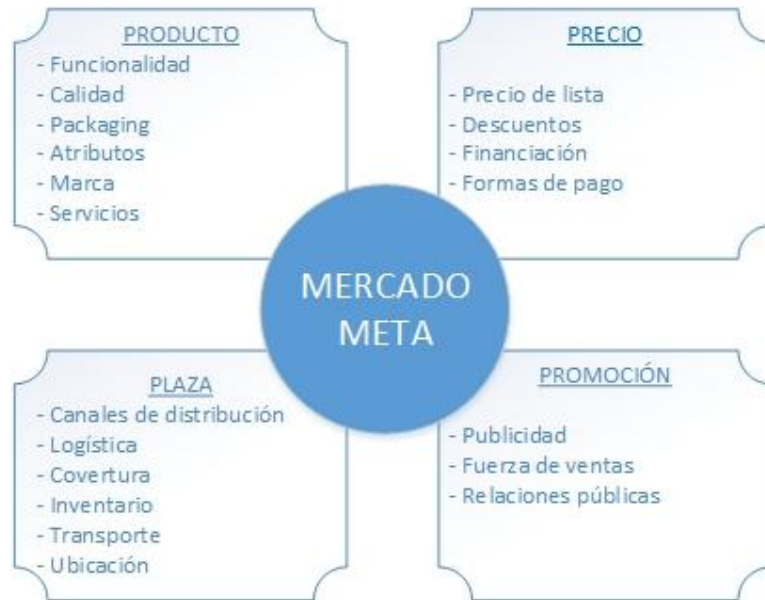 PRODUCTO
- Funcionalidad
- Calidad
- Packaging
- Atributos
- Marca
- Servicios
PRECIO
- Precio de lista
- Descuentos
- Financiación
- Formas de pago
MERCADO
META
PLAZA
- Canales de distribución
- Logística
- Covertura
- Inventario
- Transporte
- Ubicación
PROMOCIÓN
- Publicidad
- Fuerza de ventas
- Relaciones públicas